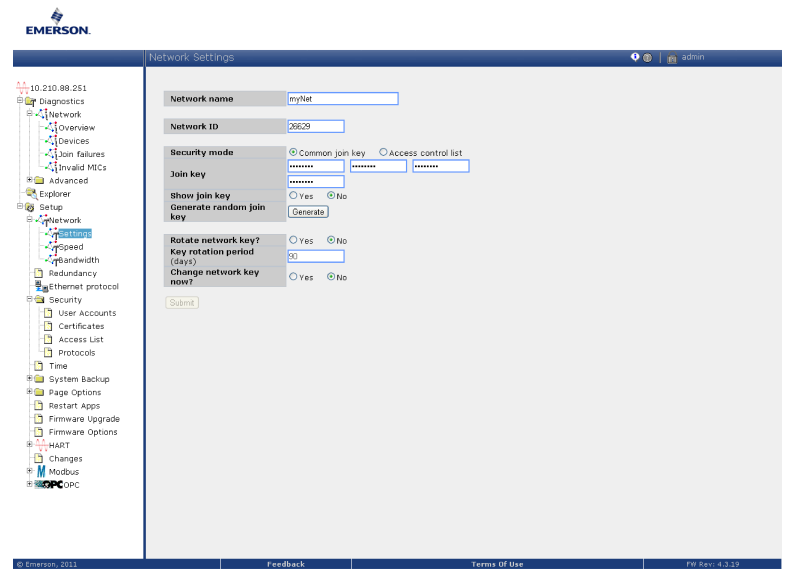 EMERSON.
Network Settings
admin
10.210.88.251
Diagnostics
Network
Overview
Devices
Join failures
Invalid MICs
Advanced
Explorer
Setup
Network
Settings
Speed
Bandwidth
Redundancy
Ethernet protocol
Security
User Accounts
Certificates
Access List
Protocols
Time
System Backup
Page Options
Restart Apps
Firmware Upgrade
Firmware Options
HART
Changes
Modbus
OPC OPC
Network name myNet
Network ID 26629
Security mode Common join key Access control list
Join key •••••••• •••••••• ••••••••
••••••••
Show join key Yes No
Generate random join key Generate
Rotate network key? Yes No
Key rotation period (days) 90
Change network key now? Yes No
Submit
© Emerson, 2011 Feedback Terms Of Use FW Rev: 4.3.19